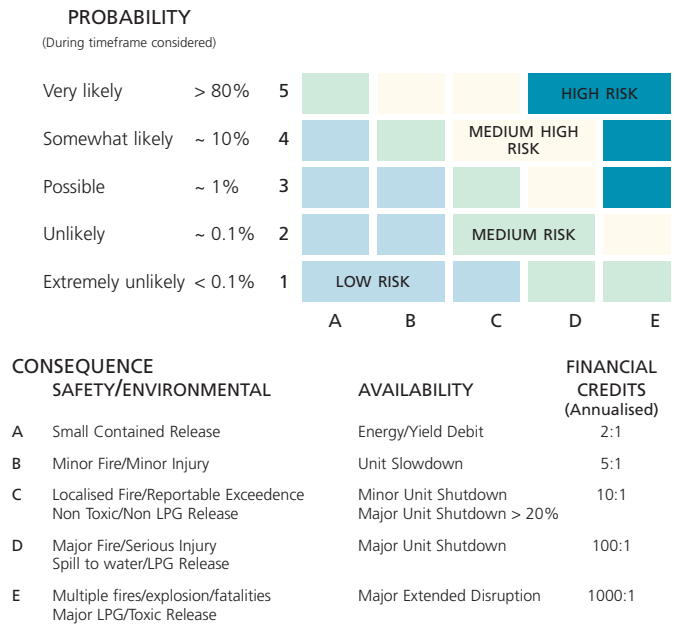 PROBABILITY
(During timeframe considered)
Very likely > 80% 5 HIGH RISK
Somewhat likely ~ 10% 4 MEDIUM HIGH
RISK
Possible ~ 1% 3
Unlikely ~ 0.1% 2 MEDIUM RISK
Extremely unlikely < 0.1% 1 LOW RISK
A B C D E
CONSEQUENCE FINANCIAL
SAFETY/ENVIRONMENTAL AVAILABILITY CREDITS
(Annualised)
A Small Contained Release Energy/Yield Debit 2:1
B Minor Fire/Minor Injury Unit Slowdown 5:1
C Localised Fire/Reportable Exceedence Minor Unit Shutdown 10:1
Non Toxic/Non LPG Release Major Unit Shutdown > 20%
D Major Fire/Serious Injury Major Unit Shutdown 100:1
Spill to water/LPG Release
E Multiple fires/explosion/fatalities Major Extended Disruption 1000:1
Major LPG/Toxic Release